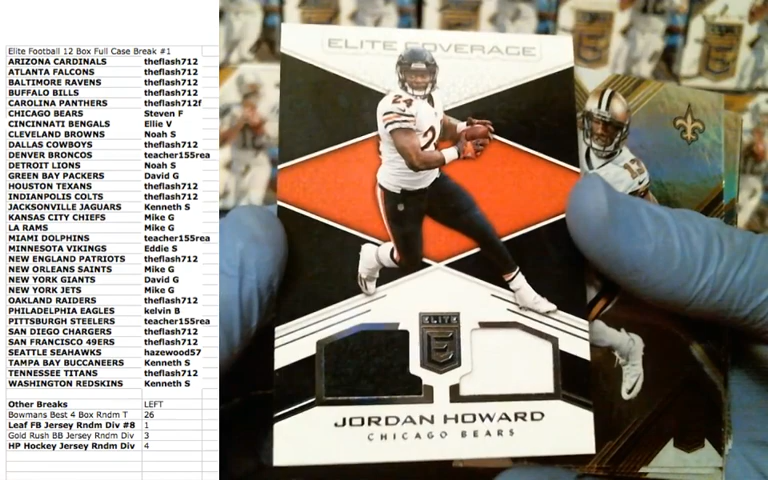 Elite Football 12 Box Full Case Break #1
ARIZONA CARDINALS theflash712
ATLANTA FALCONS theflash712
BALTIMORE RAVENS theflash712
BUFFALO BILLS theflash712
CAROLINA PANTHERS theflash712f
CHICAGO BEARS Steven F
CINCINNATI BENGALS Ellie V
CLEVELAND BROWNS Noah S
DALLAS COWBOYS theflash712
DENVER BRONCOS teacher155rea
DETROIT LIONS Noah S
GREEN BAY PACKERS David G
HOUSTON TEXANS theflash712
INDIANPOLIS COLTS theflash712
JACKSONVILLE JAGUARS Kenneth S
KANSAS CITY CHIEFS Mike G
LA RAMS Mike G
MIAMI DOLPHINS teacher155rea
MINNESOTA VIKINGS Eddie S
NEW ENGLAND PATRIOTS theflash712
NEW ORLEANS SAINTS Mike G
NEW YORK GIANTS David G
NEW YORK JETS Mike G
OAKLAND RAIDERS theflash712
PHILADELPHIA EAGLES kelvin B
PITTSBURGH STEELERS teacher155rea
SAN DIEGO CHARGERS theflash712
SAN FRANCISCO 49ERS theflash712
SEATTLE SEAHAWKS hazewood57
TAMPA BAY BUCANEERS Kenneth S
TENNESSEE TITANS theflash712
WASHINGTON REDSKINS Kenneth S
Other Breaks LEFT
Bowmans Best 4 Box Rndm T 26
Leaf FB Jersey Rndm Div #8 1
Gold Rush BB Jersey Rndm Div 3
HP Hockey Jersey Rndm Div 4
ELITE COVERAGE
24
2
13
ELITE
E
JORDAN HOWARD
CHICAGO BEARS